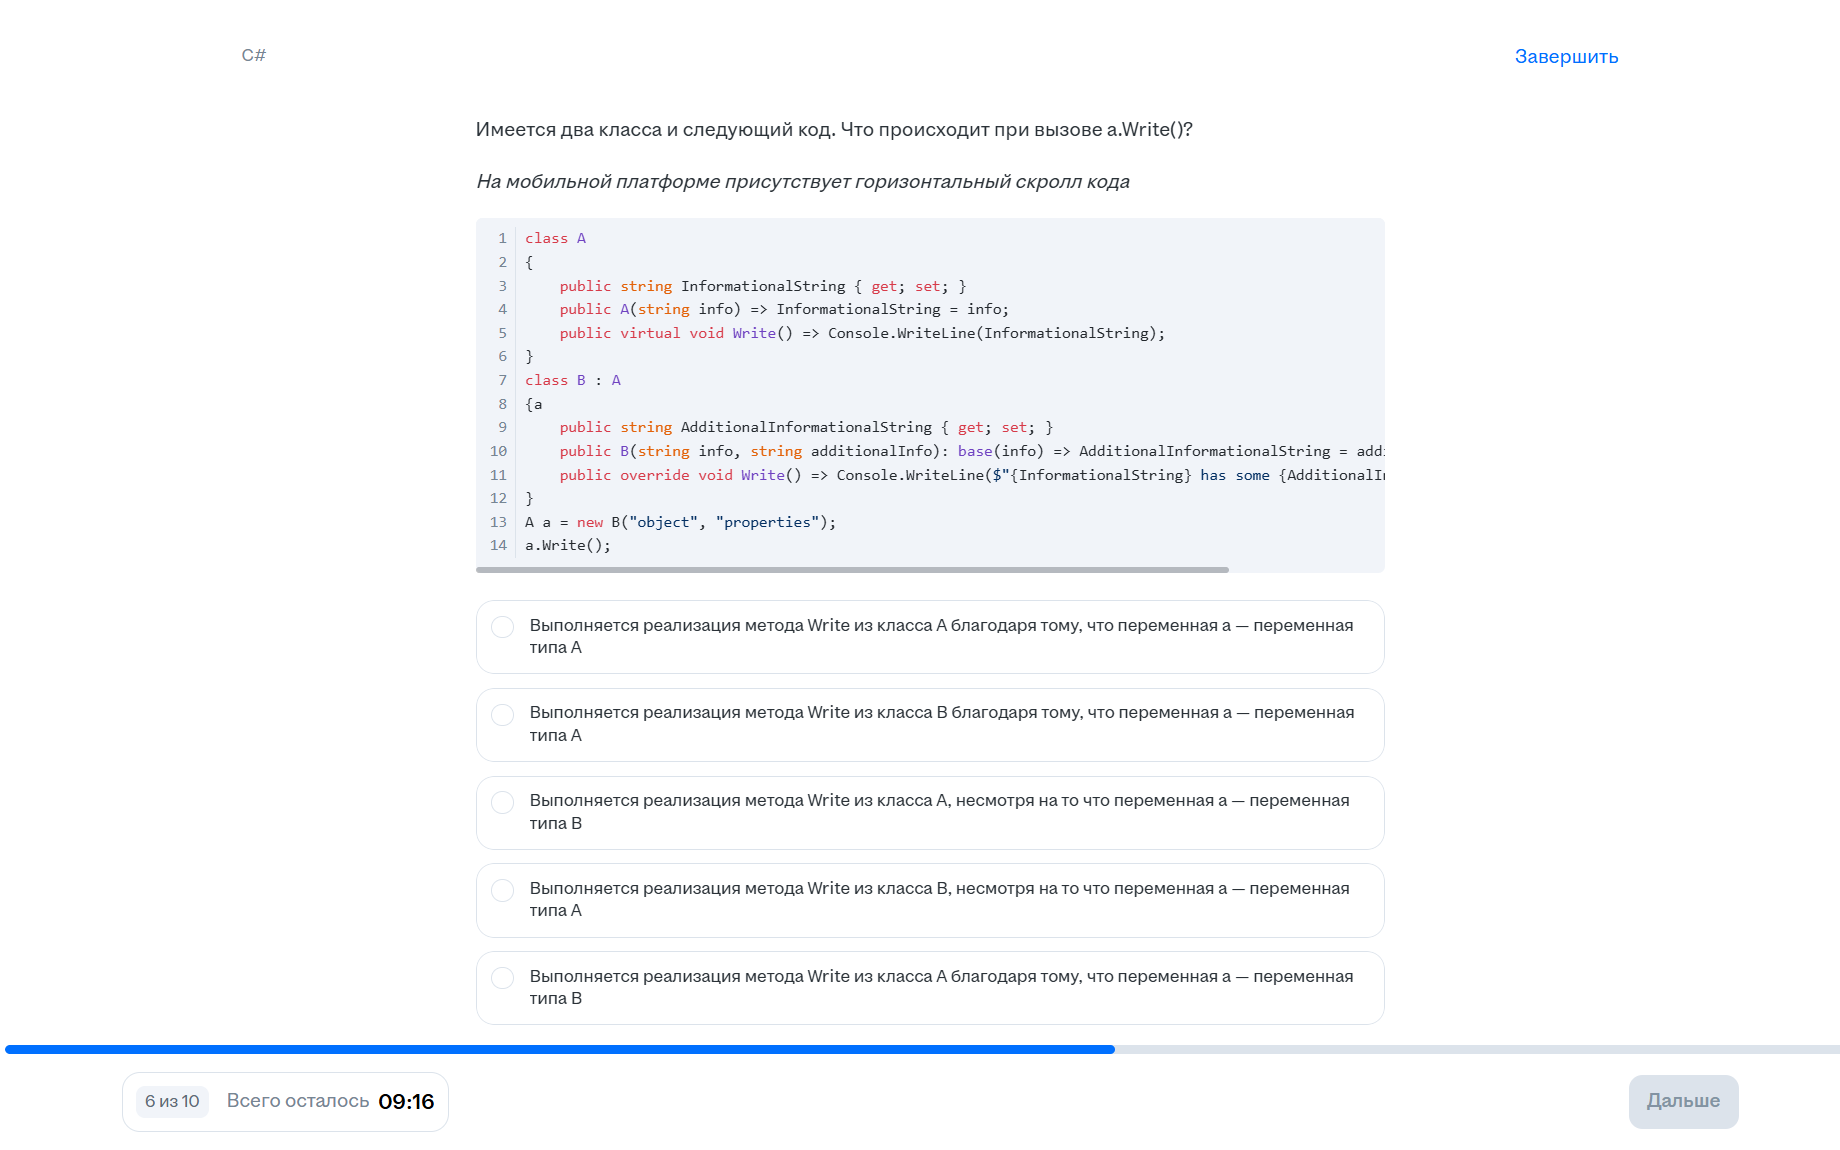 C#
Завершить
Имеется два класса и следующий код. Что происходит при вызове a.Write()?
На мобильной платформе присутствует горизонтальный скролл кода
1 class A
2 {
3     public string InformationalString { get; set; }
4     public A(string info) => InformationalString = info;
5     public virtual void Write() => Console.WriteLine(InformationalString);
6 }
7 class B : A
8 {a
9     public string AdditionalInformationalString { get; set; }
10     public B(string info, string additionalInfo): base(info) => AdditionalInformationalString = addi
11     public override void Write() => Console.WriteLine($"{InformationalString} has some {AdditionalIn
12 }
13 A a = new B("object", "properties");
14 a.Write();
Выполняется реализация метода Write из класса A благодаря тому, что переменная a — переменная
типа A
Выполняется реализация метода Write из класса B благодаря тому, что переменная a — переменная
типа A
Выполняется реализация метода Write из класса A, несмотря на то что переменная a — переменная
типа B
Выполняется реализация метода Write из класса B, несмотря на то что переменная a — переменная
типа A
Выполняется реализация метода Write из класса A благодаря тому, что переменная a — переменная
типа B
6 из 10 Всего осталось 09:16
Дальше